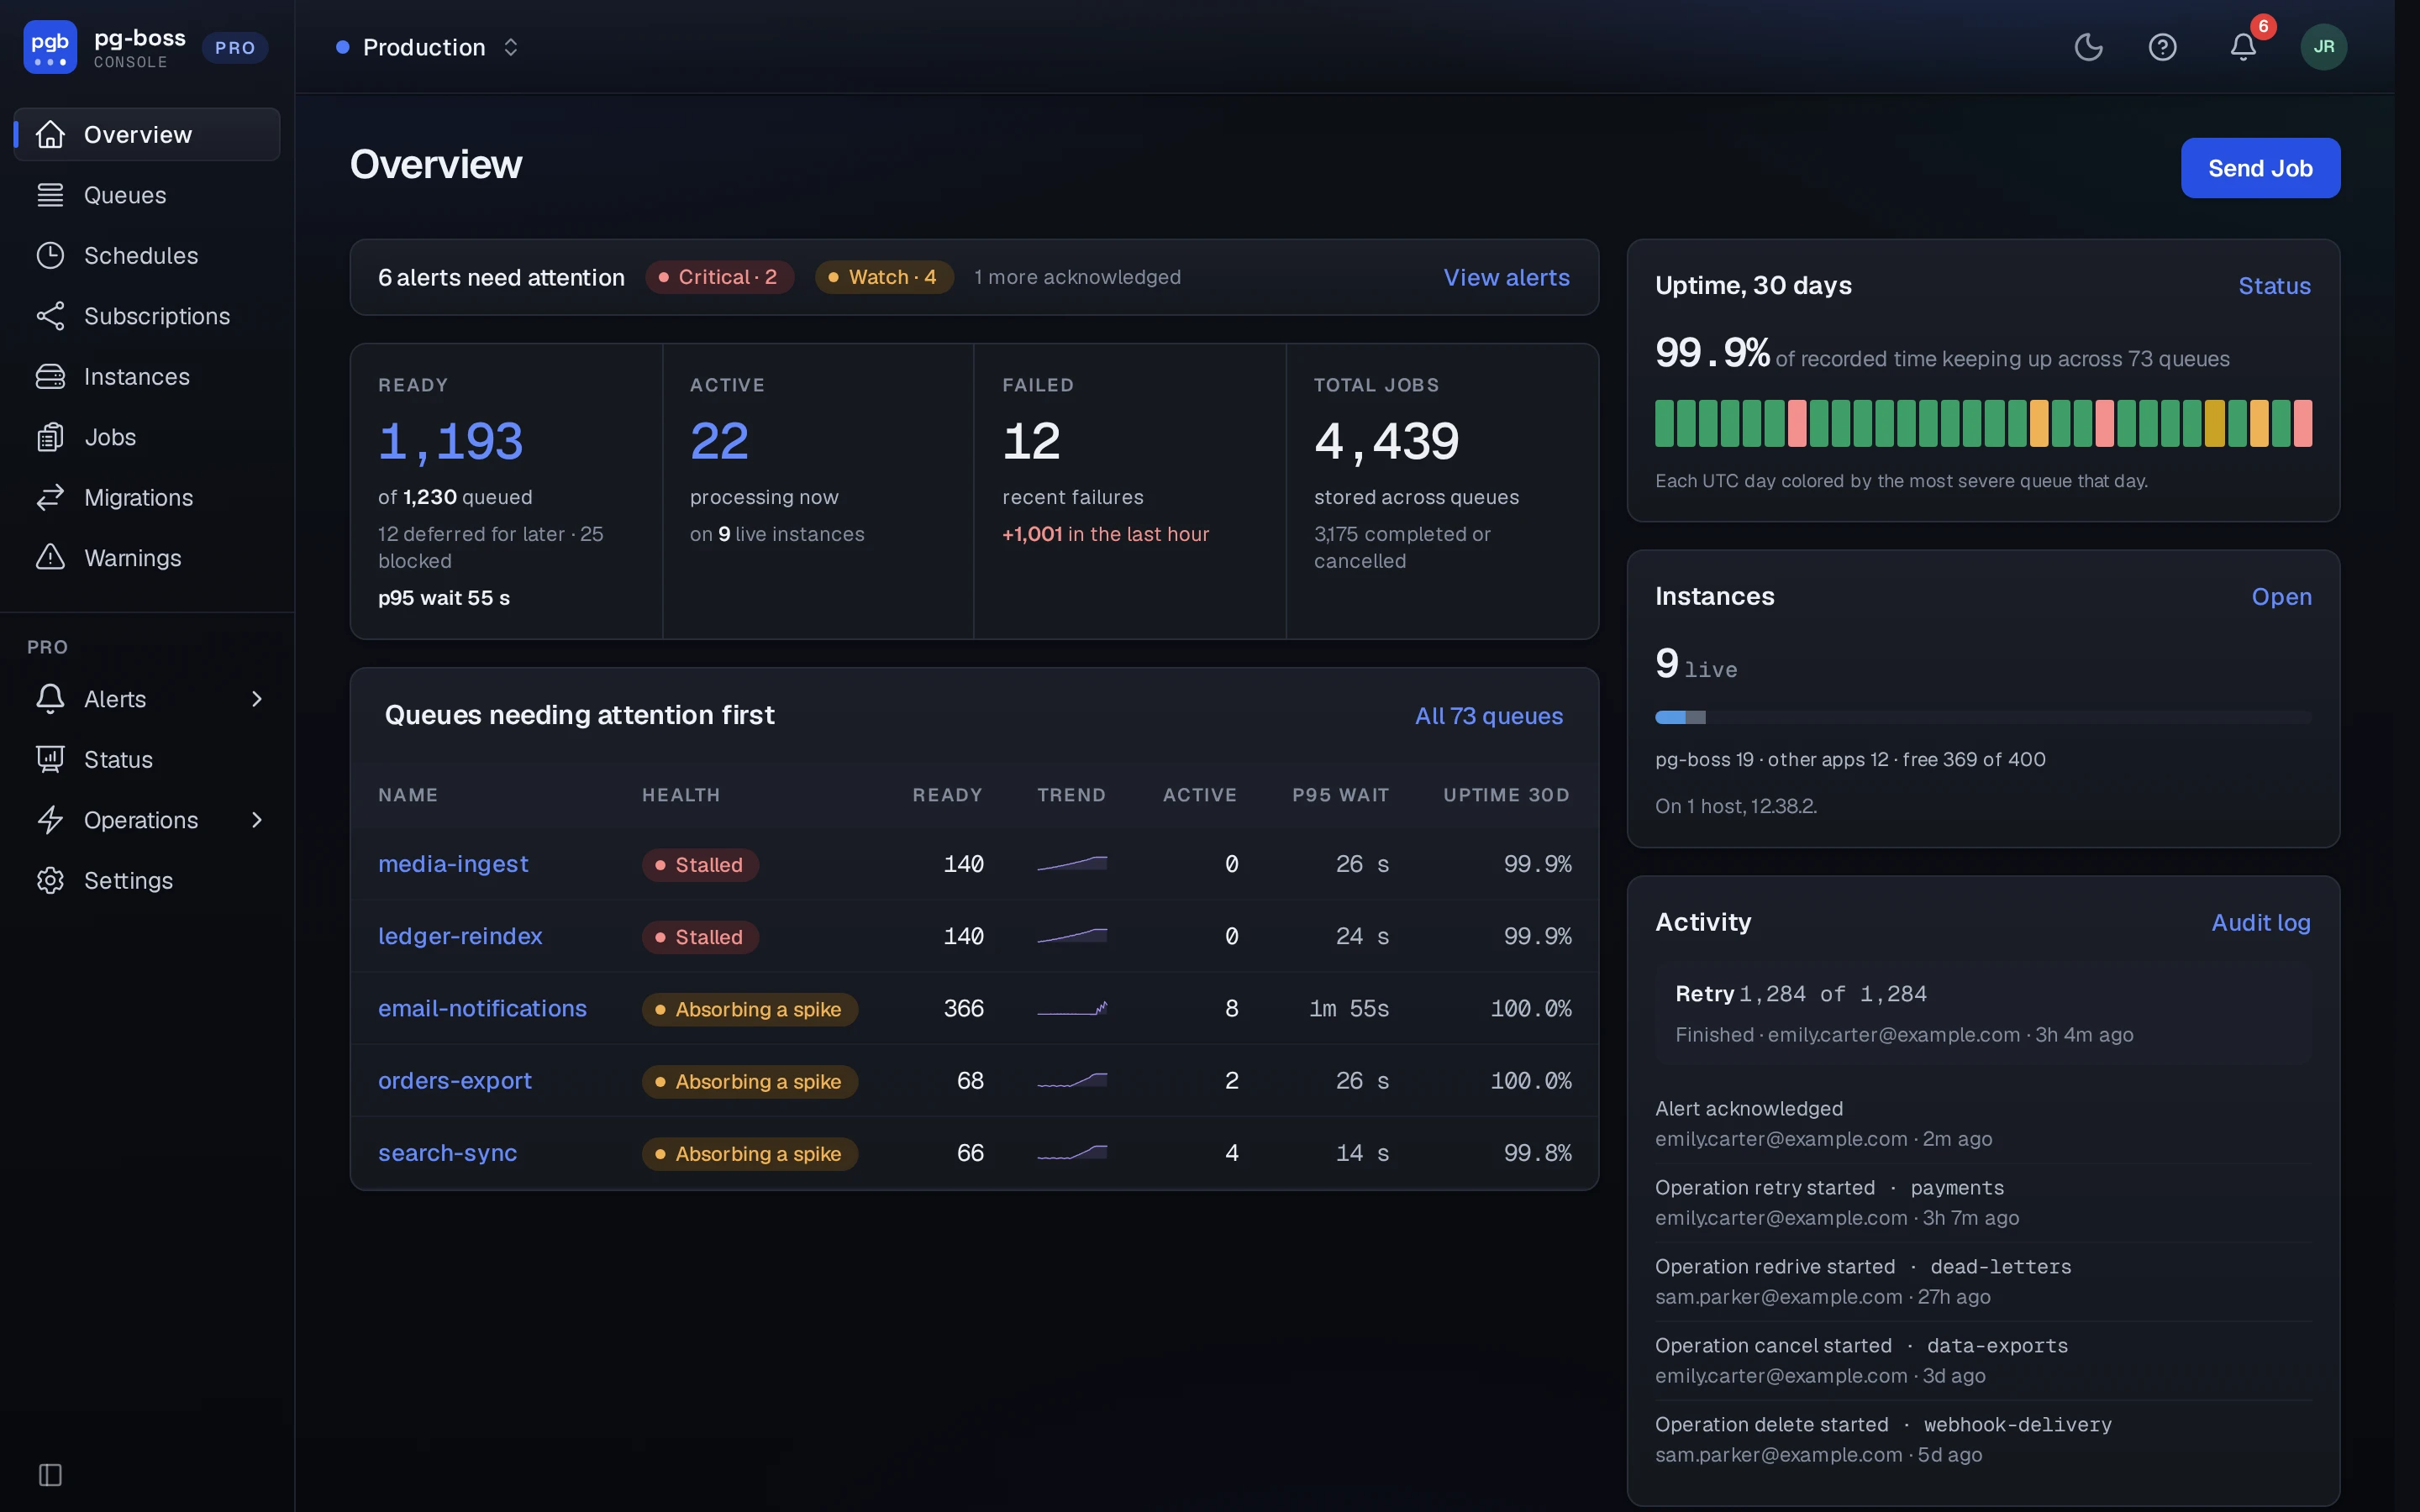 pgb
pg-boss
CONSOLE
PRO
Production
6
JR
Overview
Queues
Schedules
Subscriptions
Instances
Jobs
Migrations
Warnings
PRO
Alerts
Status
Operations
Settings
Overview
Send Job
6 alerts need attention
Critical · 2
Watch · 4
1 more acknowledged
View alerts
READY
1,193
of 1,230 queued
12 deferred for later · 25
blocked
p95 wait 55 s
ACTIVE
22
processing now
on 9 live instances
FAILED
12
recent failures
+1,001 in the last hour
TOTAL JOBS
4,439
stored across queues
3,175 completed or
cancelled
Queues needing attention first
All 73 queues
NAME HEALTH READY TREND ACTIVE P95 WAIT UPTIME 30D
media-ingest Stalled 140 0 26 s 99.9%
ledger-reindex Stalled 140 0 24 s 99.9%
email-notifications Absorbing a spike 366 8 1m 55s 100.0%
orders-export Absorbing a spike 68 2 26 s 100.0%
search-sync Absorbing a spike 66 4 14 s 99.8%
Uptime, 30 days
Status
99.9% of recorded time keeping up across 73 queues
Each UTC day colored by the most severe queue that day.
Instances
Open
9 live
pg-boss 19 · other apps 12 · free 369 of 400
On 1 host, 12.38.2.
Activity
Audit log
Retry 1,284 of 1,284
Finished · emily.carter@example.com · 3h 4m ago
Alert acknowledged
emily.carter@example.com · 2m ago
Operation retry started · payments
emily.carter@example.com · 3h 7m ago
Operation redrive started · dead-letters
sam.parker@example.com · 27h ago
Operation cancel started · data-exports
emily.carter@example.com · 3d ago
Operation delete started · webhook-delivery
sam.parker@example.com · 5d ago